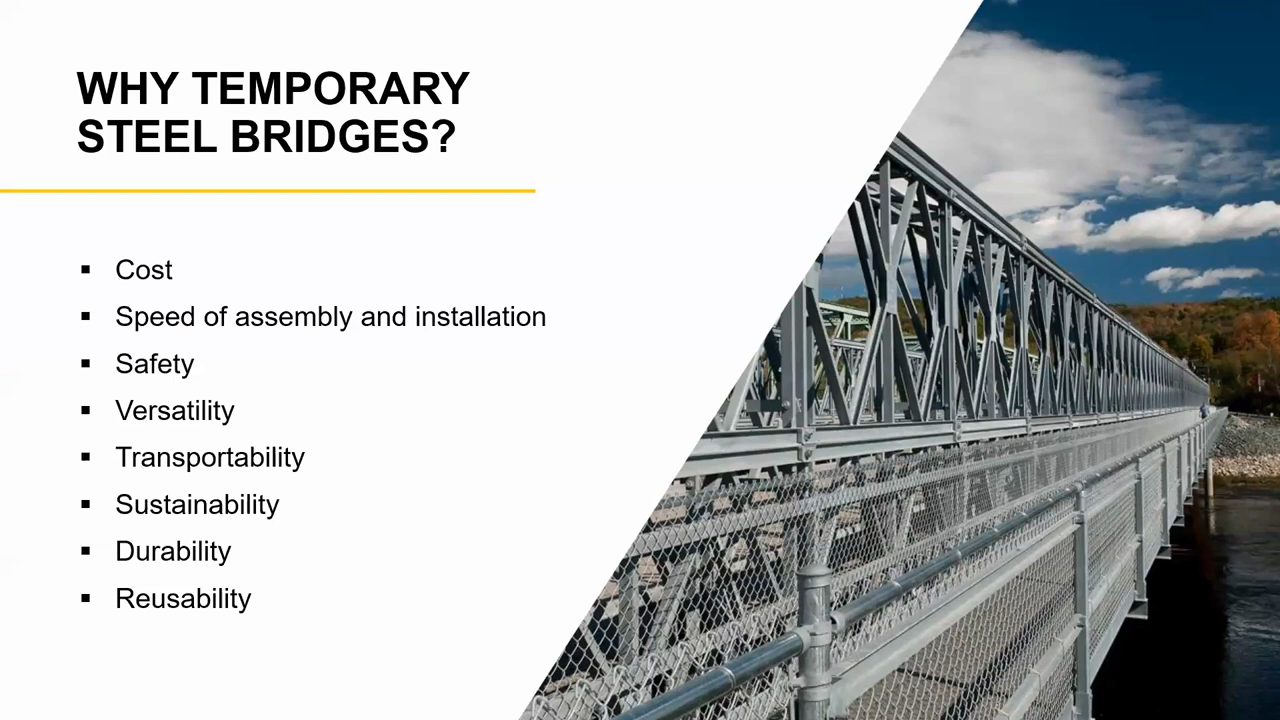 WHY TEMPORARY
STEEL BRIDGES?
▪ Cost
▪ Speed of assembly and installation
▪ Safety
▪ Versatility
▪ Transportability
▪ Sustainability
▪ Durability
▪ Reusability